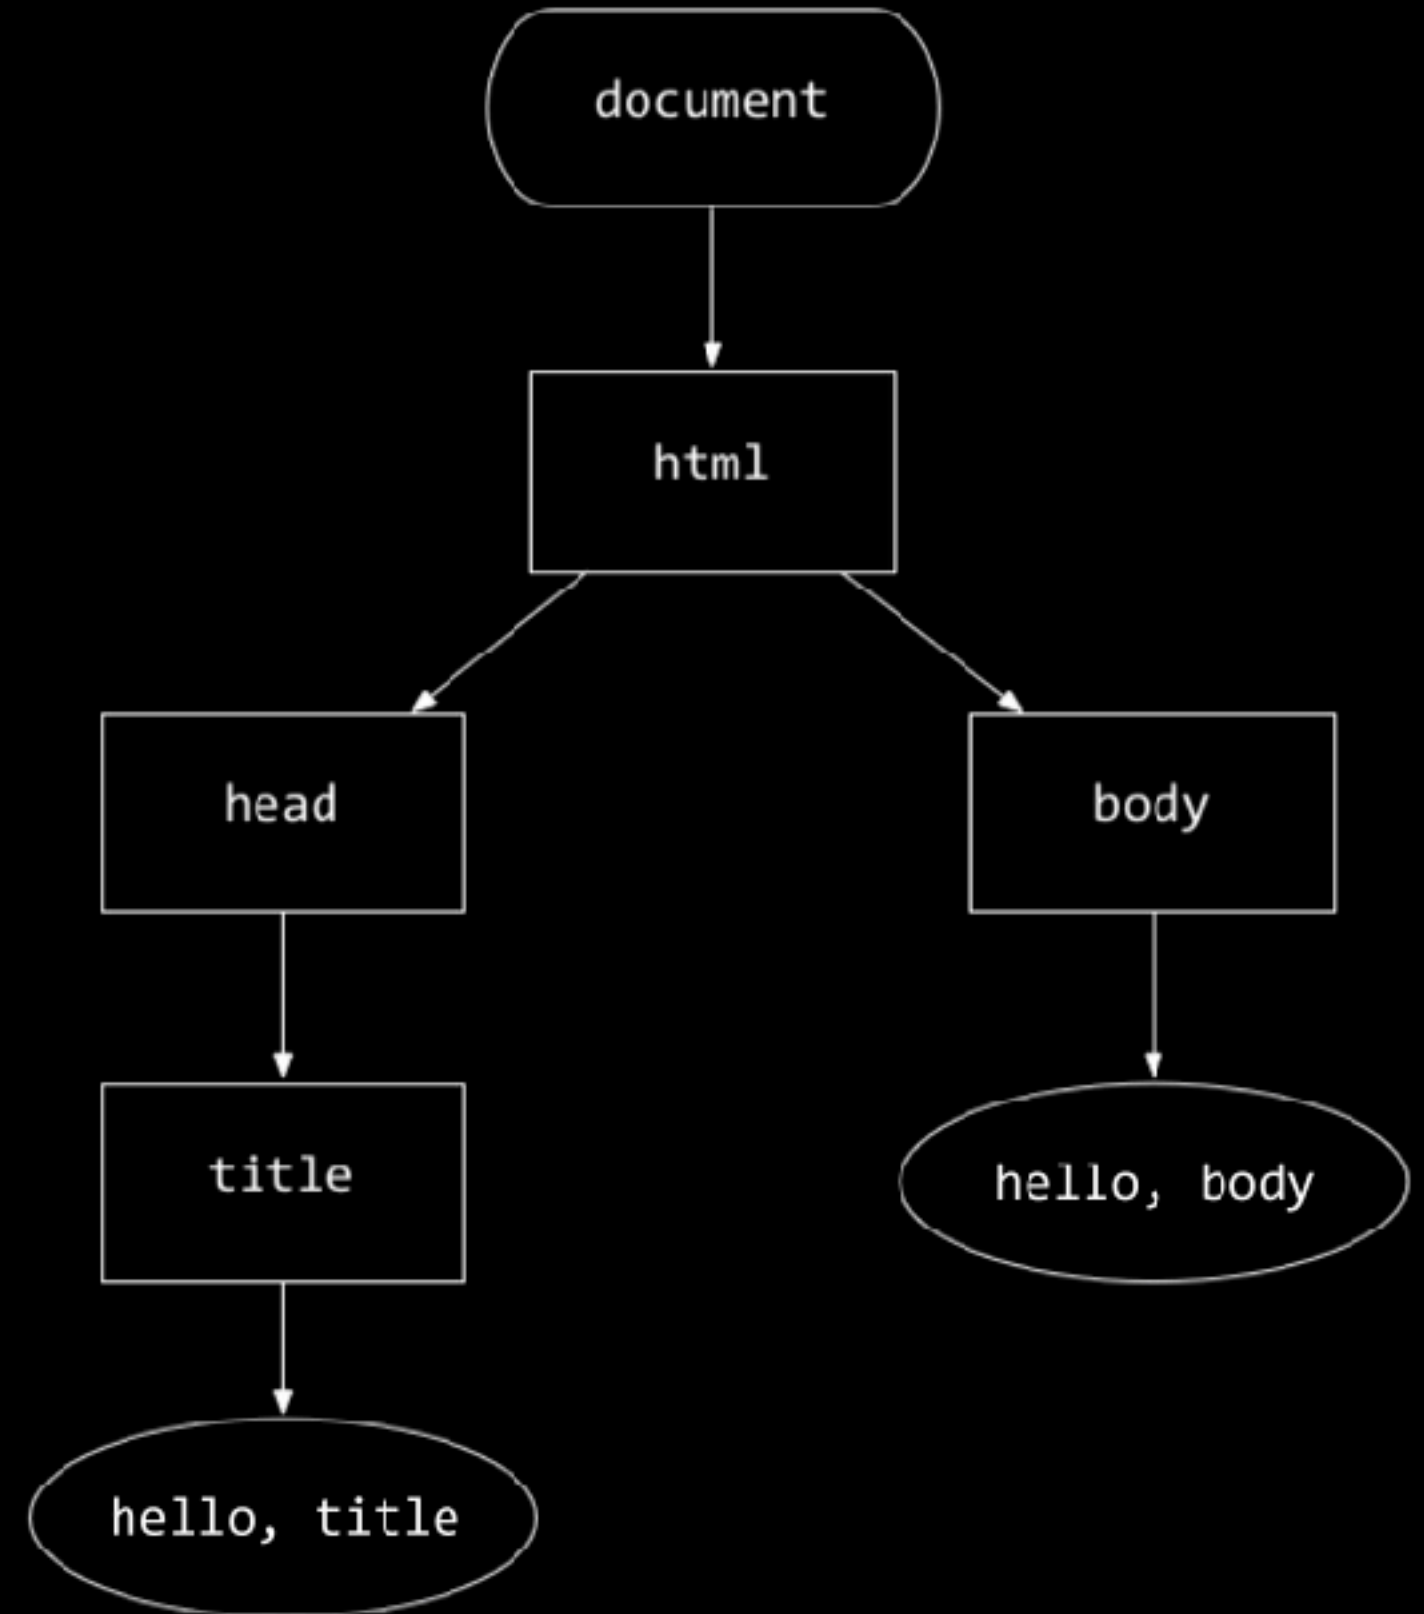 document
html
head
body
title
hello, body
hello, title